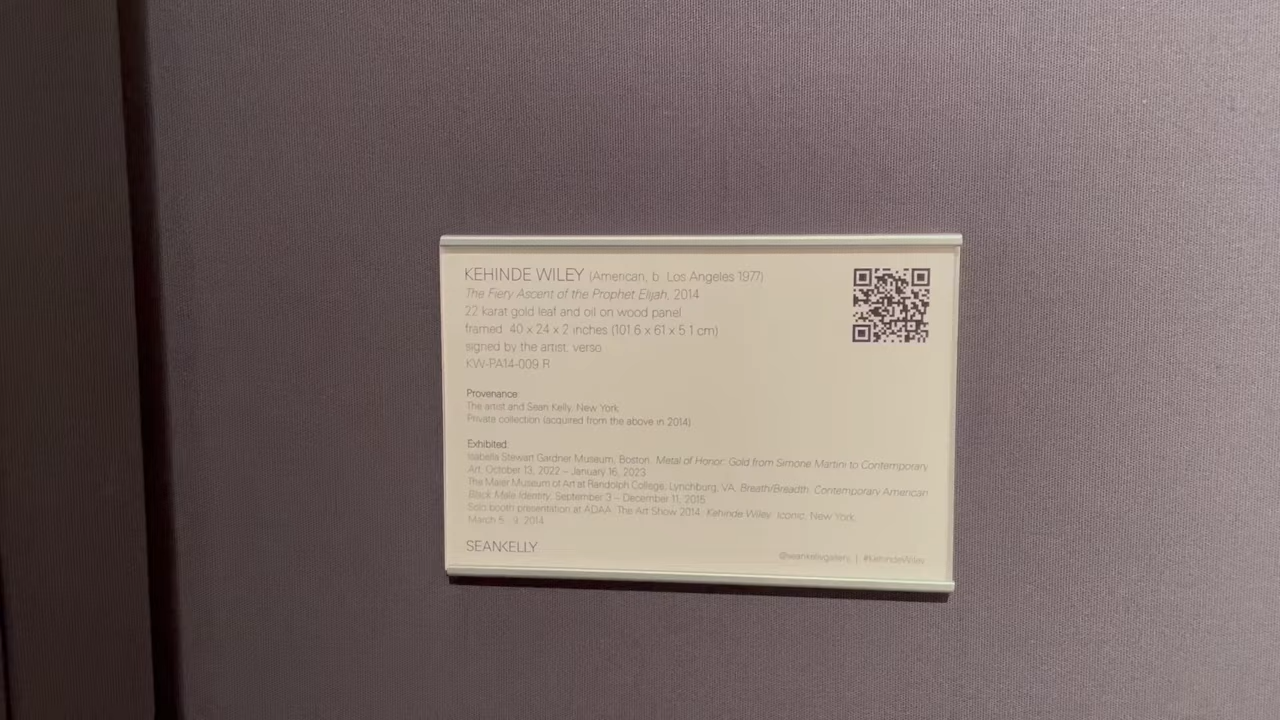 KEHINDE WILEY (American, b. Los Angeles 1977)
The Fiery Ascent of the Prophet Elijah, 2014
22 karat gold leaf and oil on wood panel
framed: 40 x 24 x 2 inches (101.6 x 61 x 5.1 cm)
signed by the artist, verso
KW-PA14-009.R
Provenance:
The artist and Sean Kelly, New York
Private collection (acquired from the above in 2014)
Exhibited:
Isabella Stewart Gardner Museum, Boston, Metal of Honor: Gold from Simone Martini to Contemporary
Art, October 13, 2022 – January 16, 2023
The Maier Museum of Art at Randolph College, Lynchburg, VA, Breath/Breadth: Contemporary American
Black Male Identity, September 3 – December 11, 2015
Solo booth presentation at ADAA: The Art Show 2014, Kehinde Wiley: Iconic, New York,
March 5 - 9, 2014
SEANKELLY
@seankellygallery | #KehindeWiley